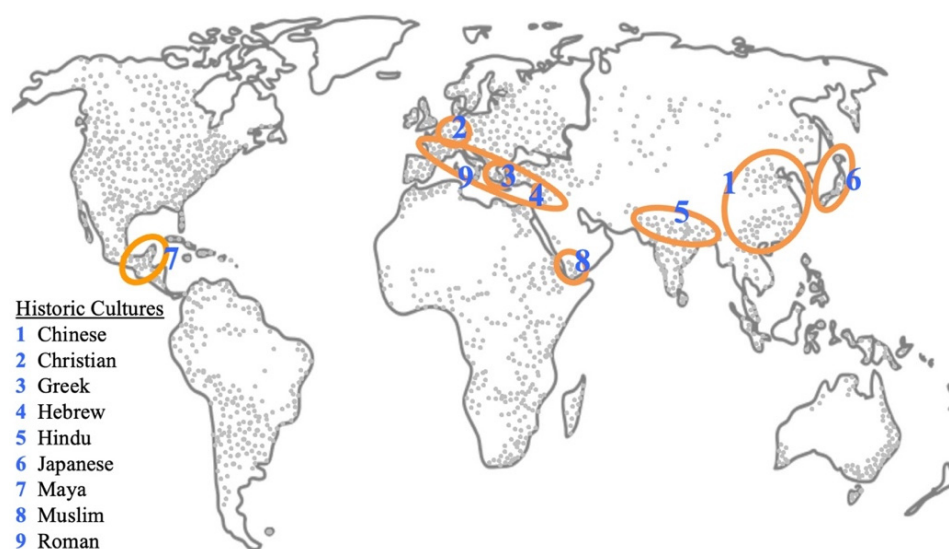 2
9
3
4
1
6
5
7
8
Historic Cultures
1 Chinese
2 Christian
3 Greek
4 Hebrew
5 Hindu
6 Japanese
7 Maya
8 Muslim
9 Roman